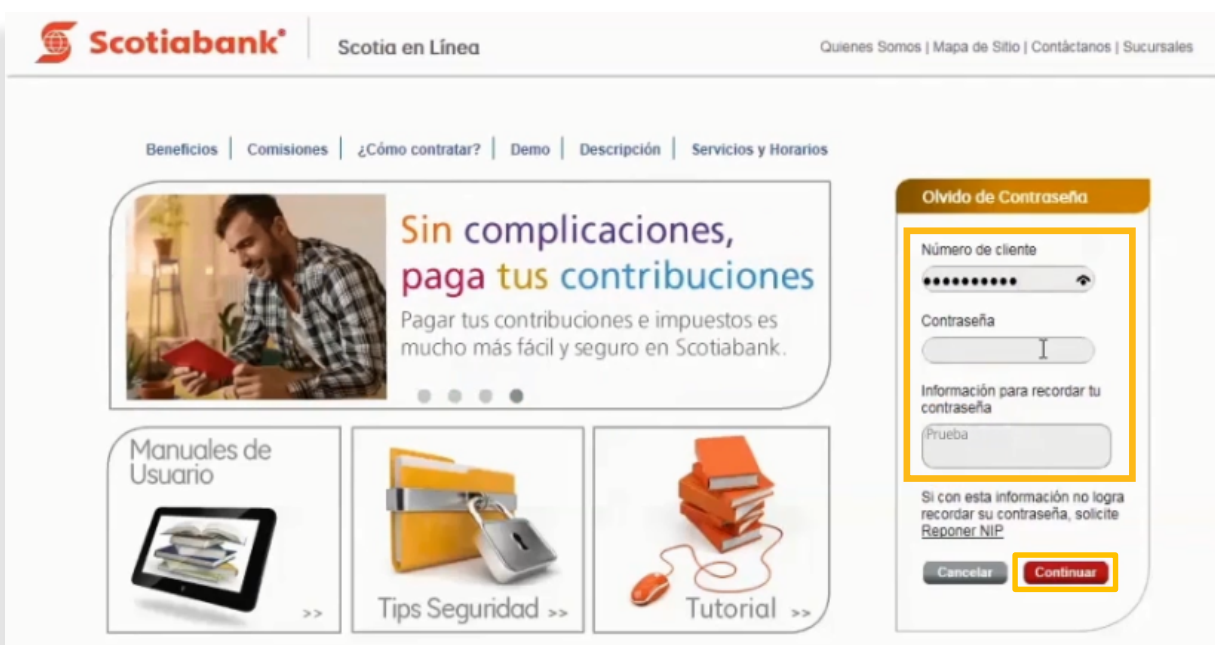 Scotiabank®
Scotia en Línea
Quienes Somos | Mapa de Sitio | Contàctanos | Sucursales
Beneficios | Comisiones | ¿Cómo contratar? | Demo | Descripción | Servicios y Horarios
Sin complicaciones,
paga tus contribuciones
Pagar tus contribuciones e impuestos es
mucho más fácil y seguro en Scotiabank.
Manuales de
Usuario
>>
Tips Seguridad >>
Tutorial >>
Olvido de Contraseña
Número de cliente
••••••••••
Contraseña
Información para recordar tu
contraseña
Prueba
Si con esta información no logra
recordar su contraseña, solicite
Reponer NIP
Cancelar
Continuar